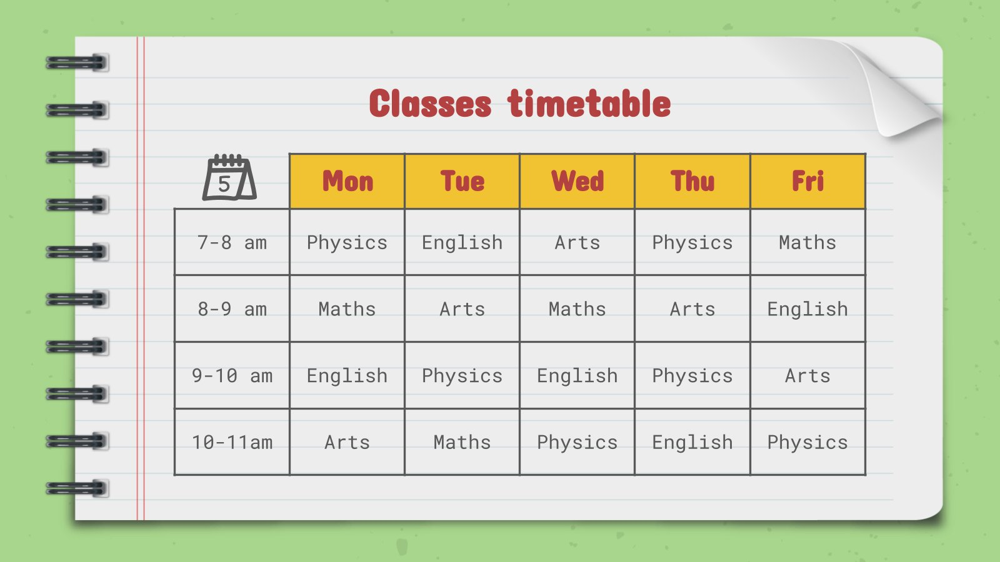 Classes timetable
5 Mon Tue Wed Thu Fri
7-8 am Physics English Arts Physics Maths
8-9 am Maths Arts Maths Arts English
9-10 am English Physics English Physics Arts
10-11am Arts Maths Physics English Physics